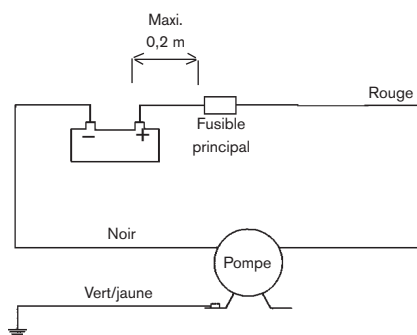 Maxi.
0,2 m
Rouge
− +
Fusible
principal
Noir
Pompe
Vert/jaune